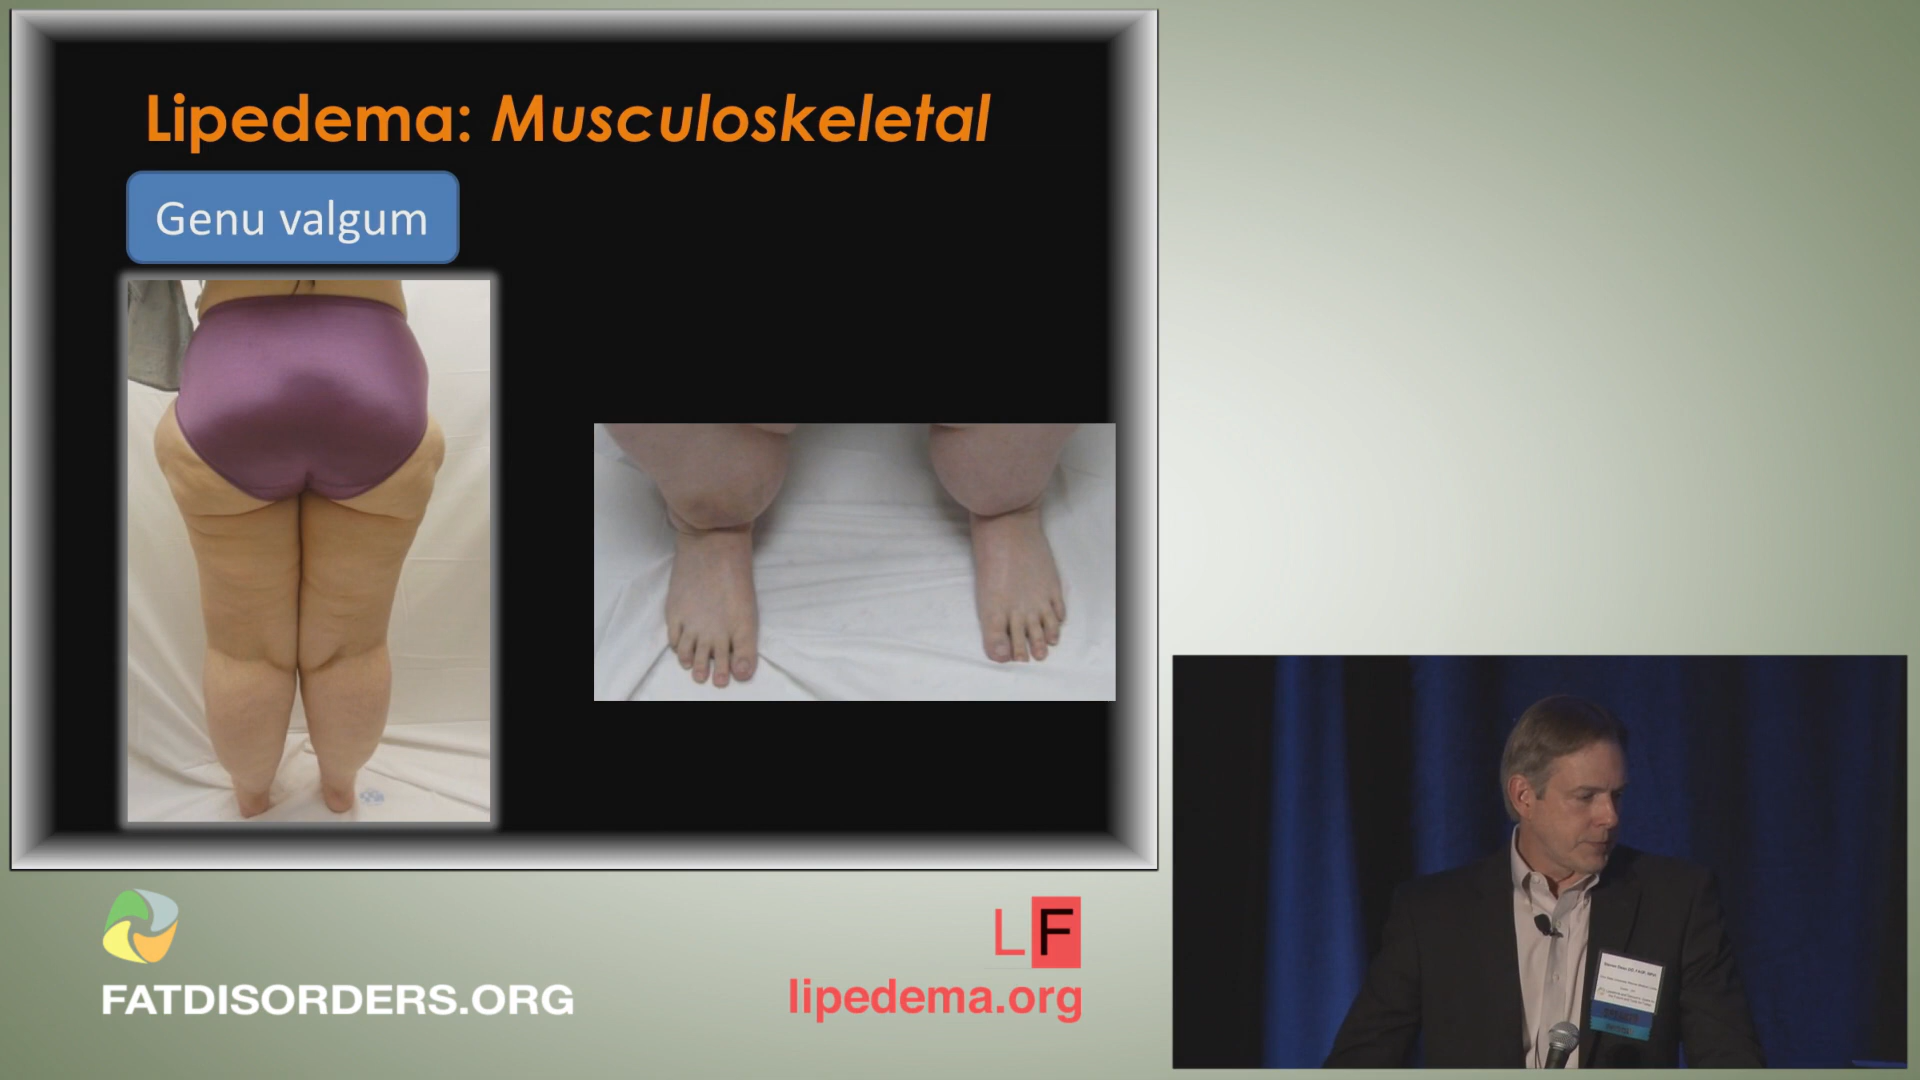 Lipedema: Musculoskeletal
Genu valgum
FATDISORDERS.ORG
LF
lipedema.org